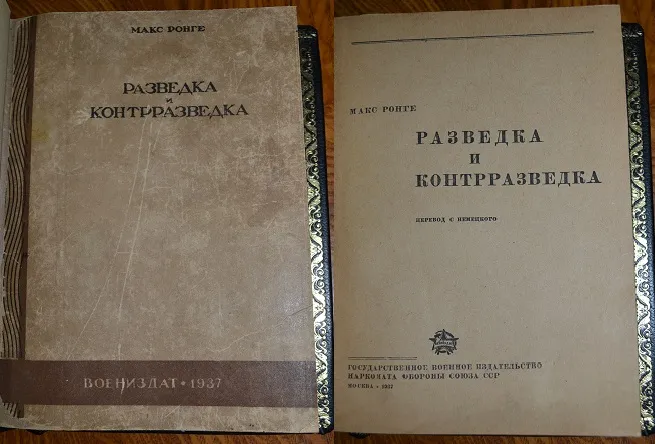 МАКС РОНГЕ
РАЗВЕДКА
И
КОНТРРАЗВЕДКА
ВОЕНИЗДАТ • 1937
МАКС РОНГЕ
РАЗВЕДКА
И
КОНТРРАЗВЕДКА
ПЕРЕВОД С НЕМЕЦКОГО
ГОСУДАРСТВЕННОЕ ВОЕННОЕ ИЗДАТЕЛЬСТВО
НАРКОМАТА ОБОРОНЫ СОЮЗА ССР
МОСКВА • 1937